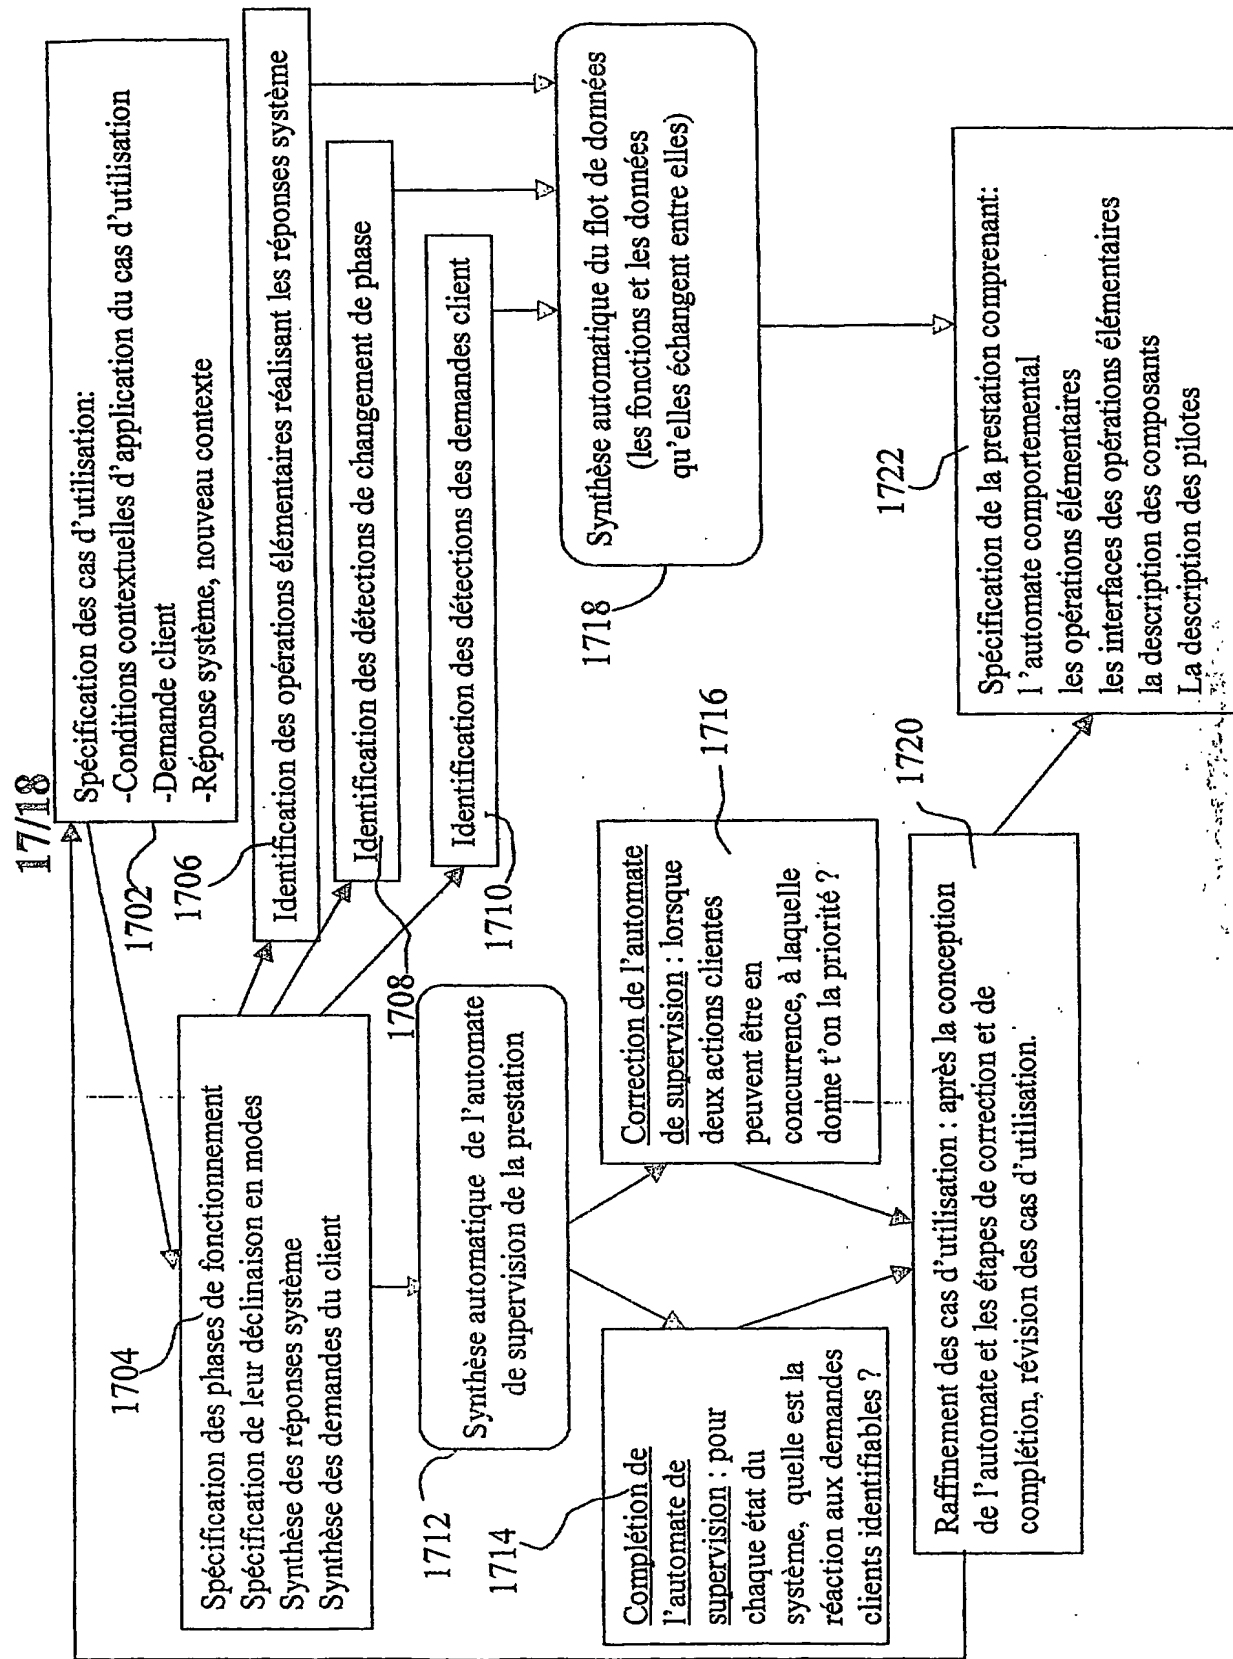 17/18
Spécification des cas d'utilisation:
-Conditions contextuelles d'application du cas d'utilisation
-Demande client
-Réponse système, nouveau contexte
1702
1704
Spécification des phases de fonctionnement
Spécification de leur déclinaison en modes
Synthèse des réponses système
Synthèse des demandes du client
1706
Identification des opérations élémentaires réalisant les réponses système
Identification des détections de changement de phase
1708
Identification des détections des demandes client
1710
1712
Synthèse automatique de l'automate
de supervision de la prestation
1714
Complétion de
l'automate de
supervision : pour
chaque état du
système, quelle est la
réaction aux demandes
clients identifiables ?
Correction de l'automate
de supervision : lorsque
deux actions clientes
peuvent être en
concurrence, à laquelle
donne t'on la priorité ?
1716
Synthèse automatique du flot de données
(les fonctions et les données
qu'elles échangent entre elles)
1718
1720
Raffinement des cas d'utilisation : après la conception
de l'automate et les étapes de correction et de
complétion, révision des cas d'utilisation.
1722
Spécification de la prestation comprenant:
l'automate comportemental
les opérations élémentaires
les interfaces des opérations élémentaires
la description des composants
La description des pilotes